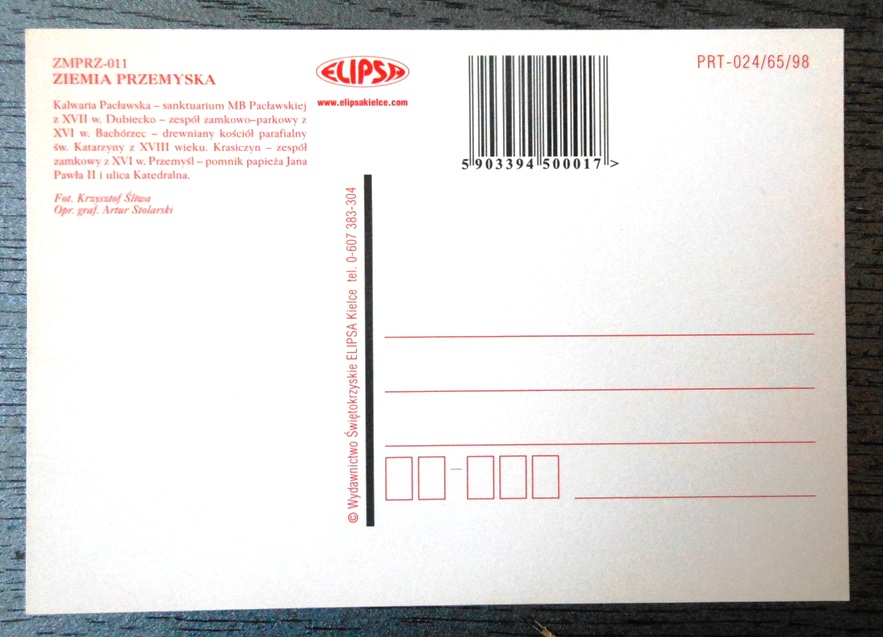 ZMPRZ-011
ZIEMIA PRZEMYSKA
Kalwaria Pacławska – sanktuarium MB Pacławskiej
z XVII w. Dubiecko – zespół zamkowo–parkowy z
XVI w. Bachórzec – drewniany kościół parafialny
św. Katarzyny z XVIII wieku. Krasiczyn – zespół
zamkowy z XVI w. Przemyśl – pomnik papieża Jana
Pawła II i ulica Katedralna.
Fot. Krzysztof Śliwa
Opr. graf. Artur Stolarski
ELIPSA
www.elipsakielce.com
© Wydawnictwo Świętokrzyskie ELIPSA Kielce tel. 0-607 383-304
5 903394 500017 >
PRT-024/65/98